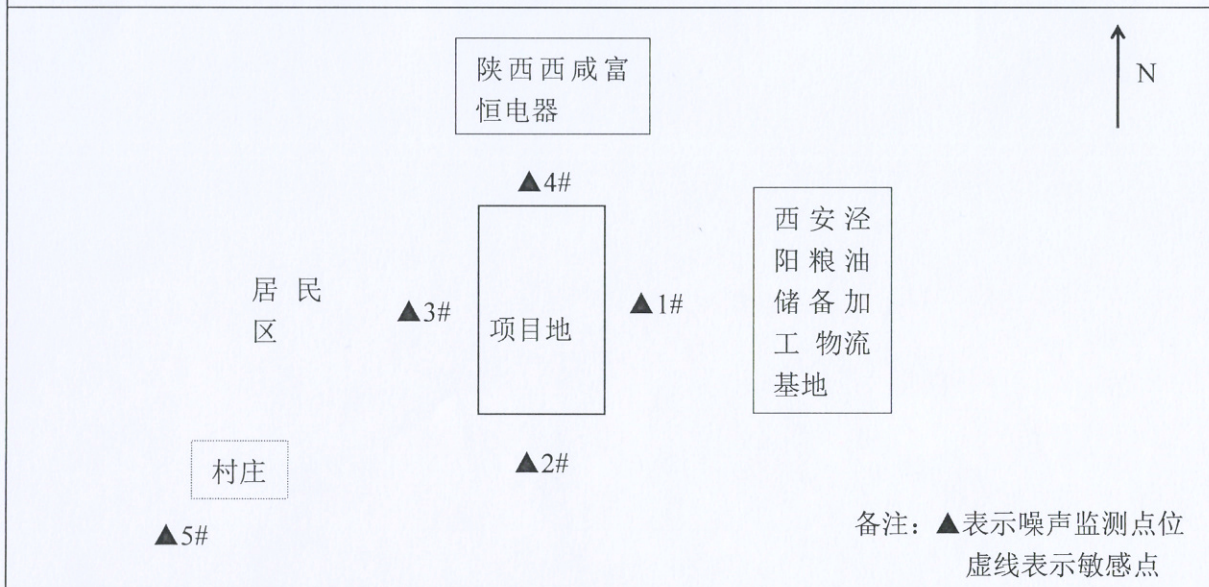 陕西西咸富
恒电器
N
▲4#
西安泾
阳粮油
储备加
工 物流
基地
居 民
区
▲3#
项目地
▲1#
村庄
▲2#
▲5#
备注：▲表示噪声监测点位
虚线表示敏感点